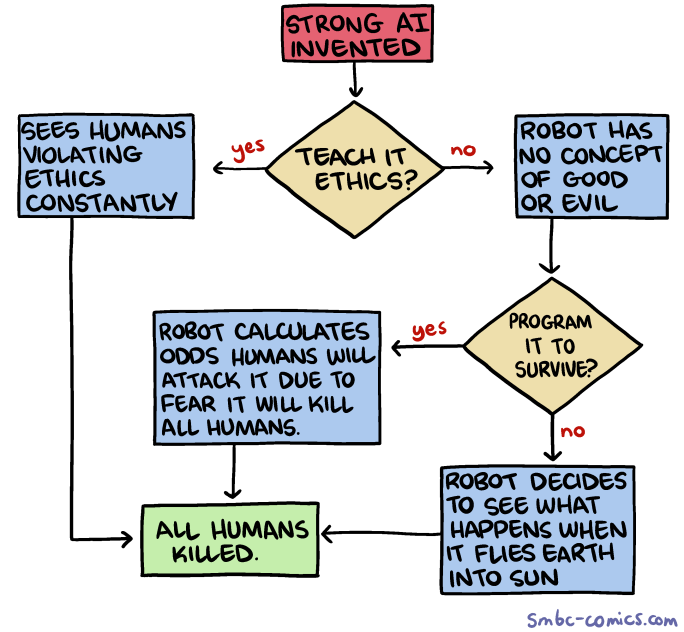 STRONG AI
INVENTED
TEACH IT
ETHICS?
yes
no
SEES HUMANS
VIOLATING
ETHICS
CONSTANTLY
ROBOT HAS
NO CONCEPT
OF GOOD
OR EVIL
PROGRAM
IT TO
SURVIVE?
yes
no
ROBOT CALCULATES
ODDS HUMANS WILL
ATTACK IT DUE TO
FEAR IT WILL KILL
ALL HUMANS.
ROBOT DECIDES
TO SEE WHAT
HAPPENS WHEN
IT FLIES EARTH
INTO SUN
ALL HUMANS
KILLED.
smbc-comics.com